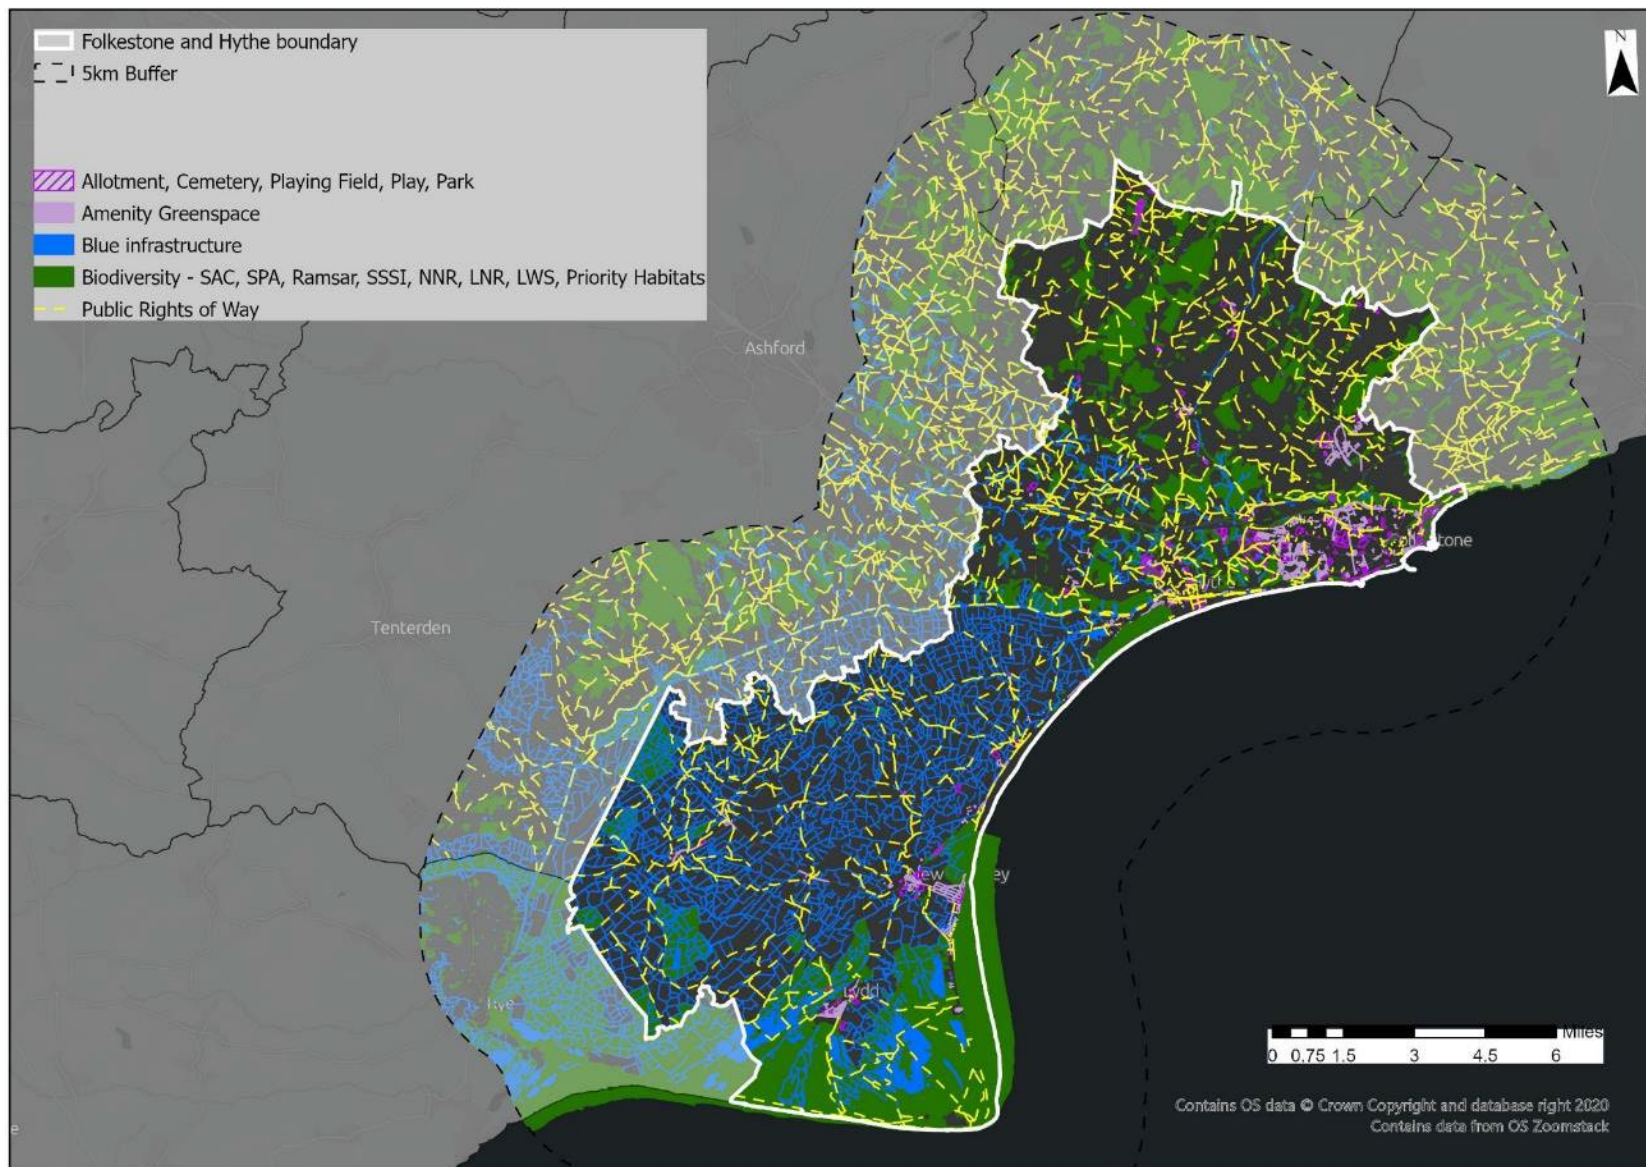 Folkestone and Hythe boundary
5km Buffer
Allotment, Cemetery, Playing Field, Play, Park
Amenity Greenspace
Blue infrastructure
Biodiversity - SAC, SPA, Ramsar, SSSI, NNR, LNR, LWS, Priority Habitats
Public Rights of Way
N
Ashford
Tenterden
Rye
Lydd
Miles
0 0.75 1.5 3 4.5 6
Contains OS data © Crown Copyright and database right 2020
Contains data from OS Zoomstack